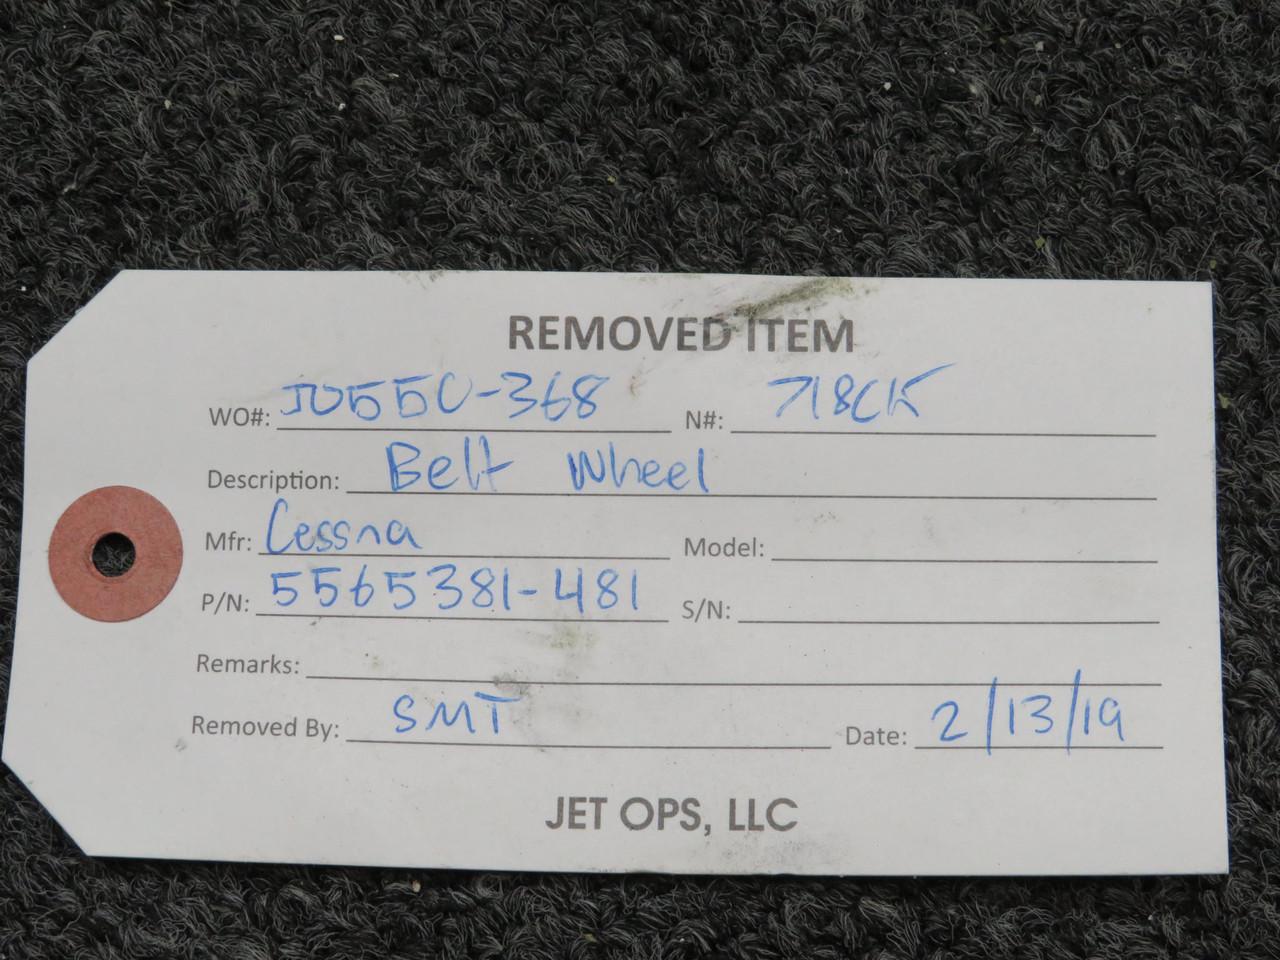 REMOVED ITEM
WO#: JO550-368 N#: 718CK
Description: Belt Wheel
Mfr: Cessna Model:
P/N: 5565381-481 S/N:
Remarks:
Removed By: SMT Date: 2/13/19
JET OPS, LLC